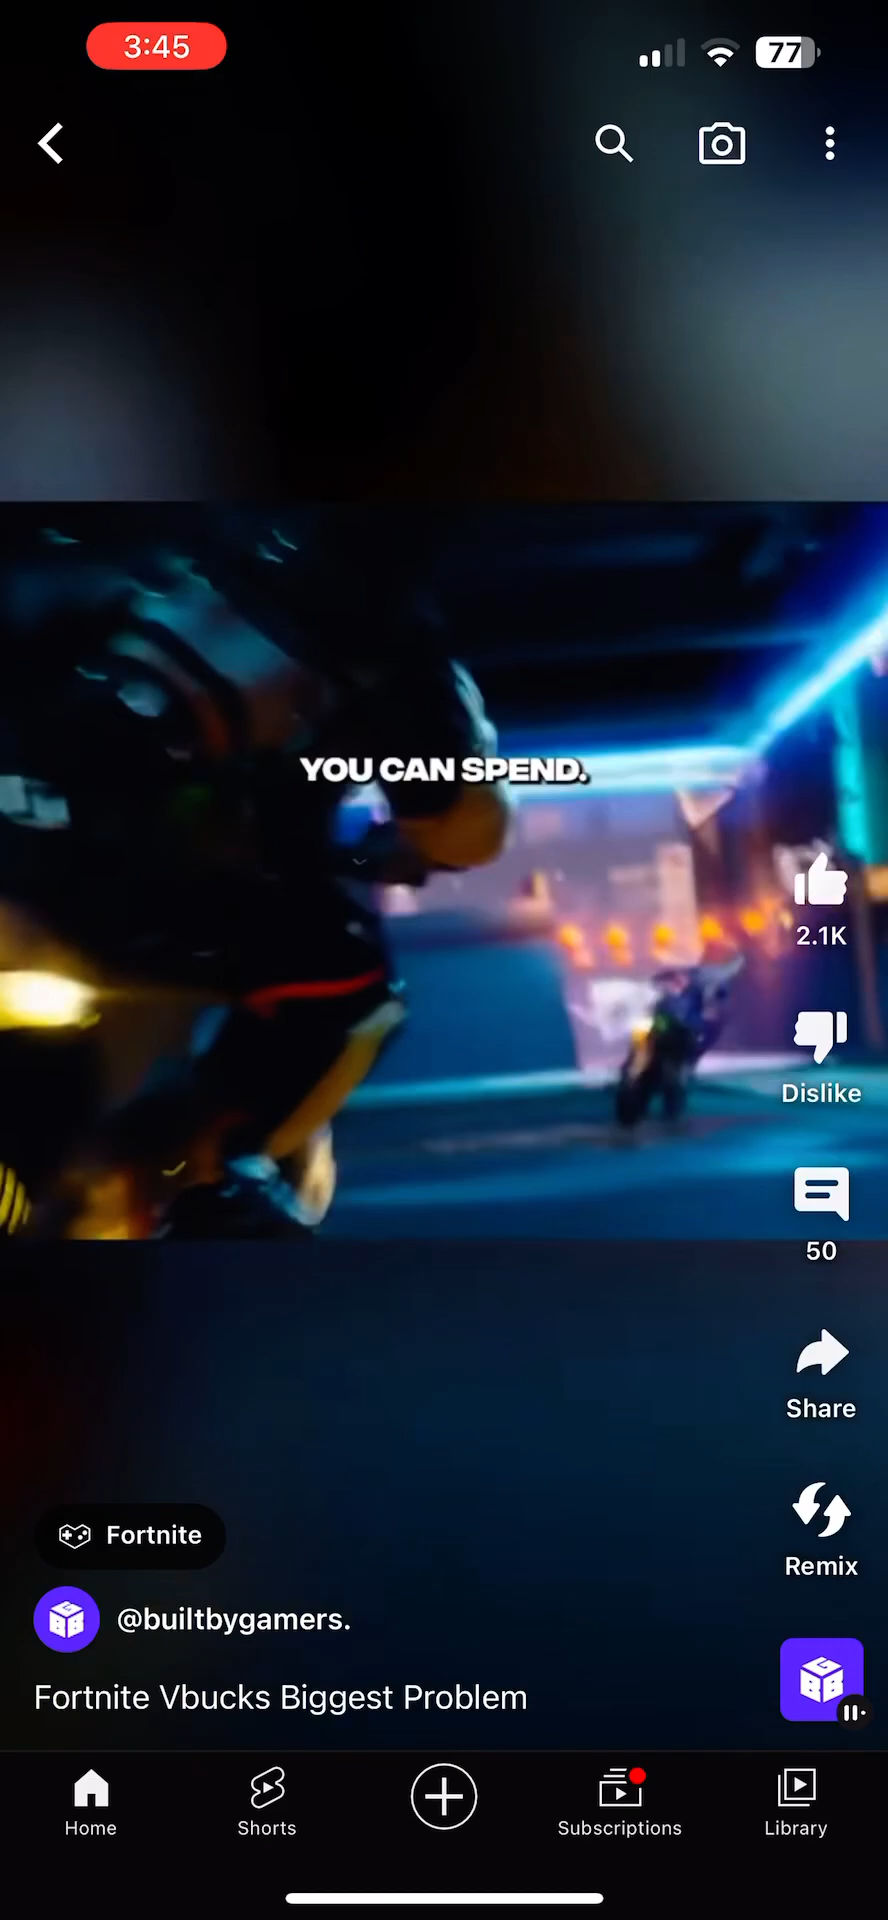 3:45
77
YOU CAN SPEND.
2.1K
Dislike
50
Share
Remix
Fortnite
@builtbygamers.
Fortnite Vbucks Biggest Problem
Home
Shorts
Subscriptions
Library